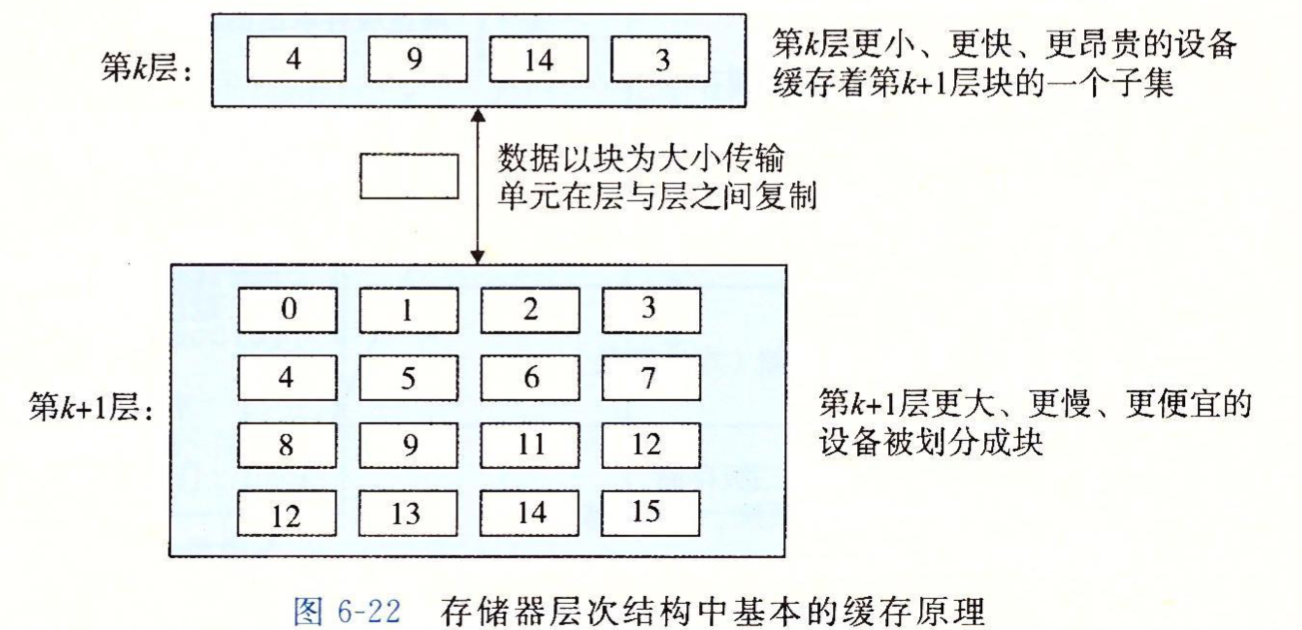 第k层：
4 9 14 3
第k层更小、更快、更昂贵的设备
缓存着第k+1层块的一个子集
数据以块为大小传输
单元在层与层之间复制
0 1 2 3
4 5 6 7
第k+1层：
8 9 11 12
12 13 14 15
第k+1层更大、更慢、更便宜的
设备被划分成块
图 6-22 存储器层次结构中基本的缓存原理